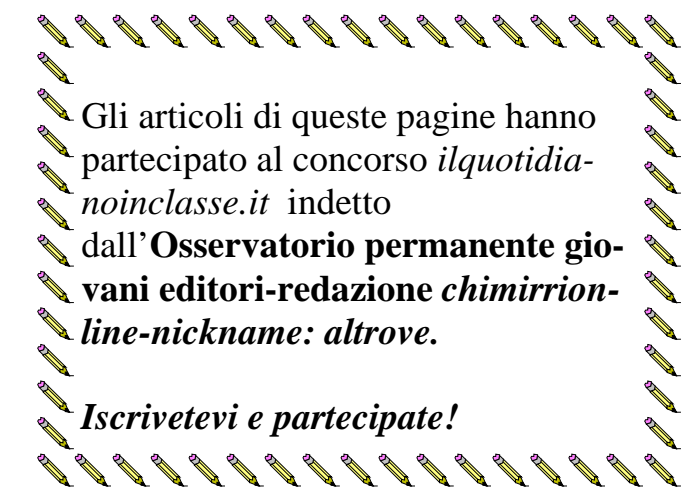 Gli articoli di queste pagine hanno
partecipato al concorso ilquotidia-
noinclasse.it indetto
dall’Osservatorio permanente gio-
vani editori-redazione chimirrion-
line-nickname: altrove.
Iscrivetevi e partecipate!